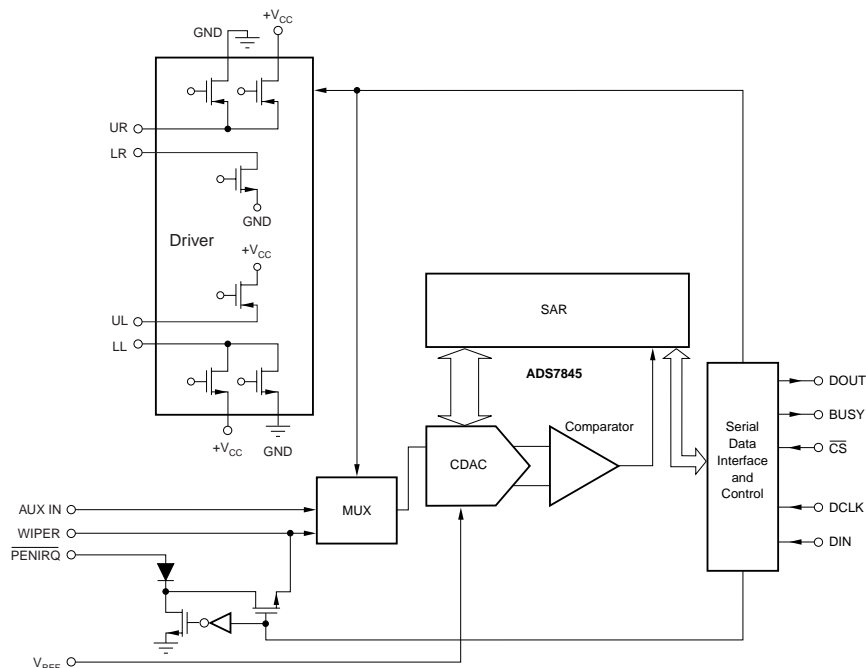 GND
+VCC
UR
LR
GND
Driver
+VCC
UL
LL
+VCC
GND
SAR
ADS7845
Comparator
CDAC
MUX
Serial
Data
Interface
and
Control
DOUT
BUSY
CS
DCLK
DIN
AUX IN
WIPER
PENIRQ
VREF